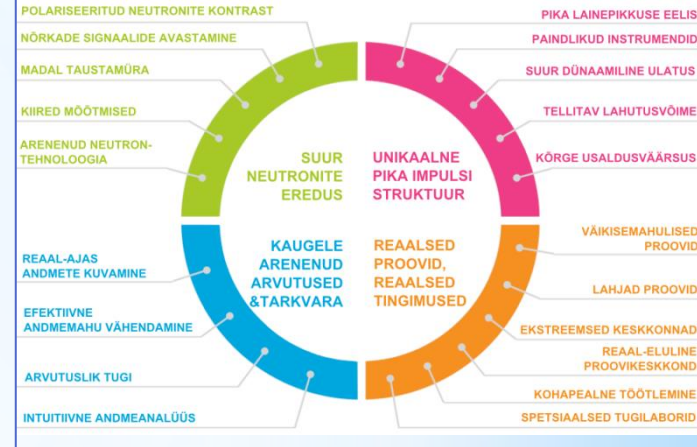 POLARISEERITUD NEUTRONITE KONTRAST
NÕRKADE SIGNAALIDE AVASTAMINE
MADAL TAUSTAMÜRA
KIIRED MÕÕTMISED
ARENENUD NEUTRON-
TEHNOLOOGIA
SUUR
NEUTRONITE
EREDUS
PIKA LAINEPIKKUSE EELIS
PAINDLIKUD INSTRUMENDID
SUUR DÜNAAMILINE ULATUS
TELLITAV LAHUTUSVÕIME
KÕRGE USALDUSVÄÄRSUS
UNIKAALNE
PIKA IMPULSI
STRUKTUUR
KAUGELE
ARENENUD
ARVUTUSED
&TARKVARA
REAAL-AJAS
ANDMETE KUVAMINE
EFEKTIIVNE
ANDMEMAHU VÄHENDAMINE
ARVUTUSLIK TUGI
INTUITIIVNE ANDMEANALÜÜS
REAALSED
PROOVID,
REAALSED
TINGIMUSED
VÄIKISEMAHULISED
PROOVID
LAHJAD PROOVID
EKSTREEMSED KESKKONNAD
REAAL-ELULINE
PROOVIKESKKOND
KOHAPEALNE TÖÖTLEMINE
SPETSIAALSED TUGILABORID